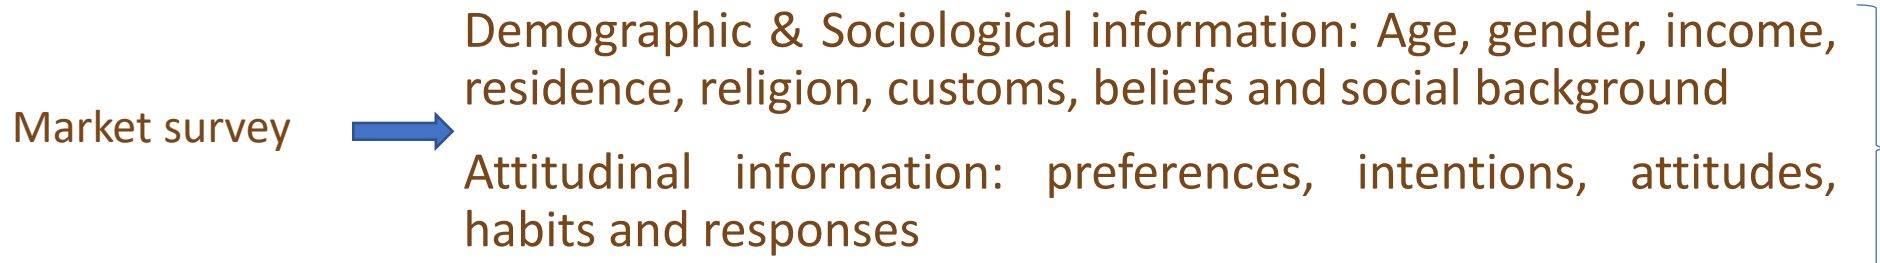 Market survey
Demographic & Sociological information: Age, gender, income,
residence, religion, customs, beliefs and social background
Attitudinal information: preferences, intentions, attitudes,
habits and responses